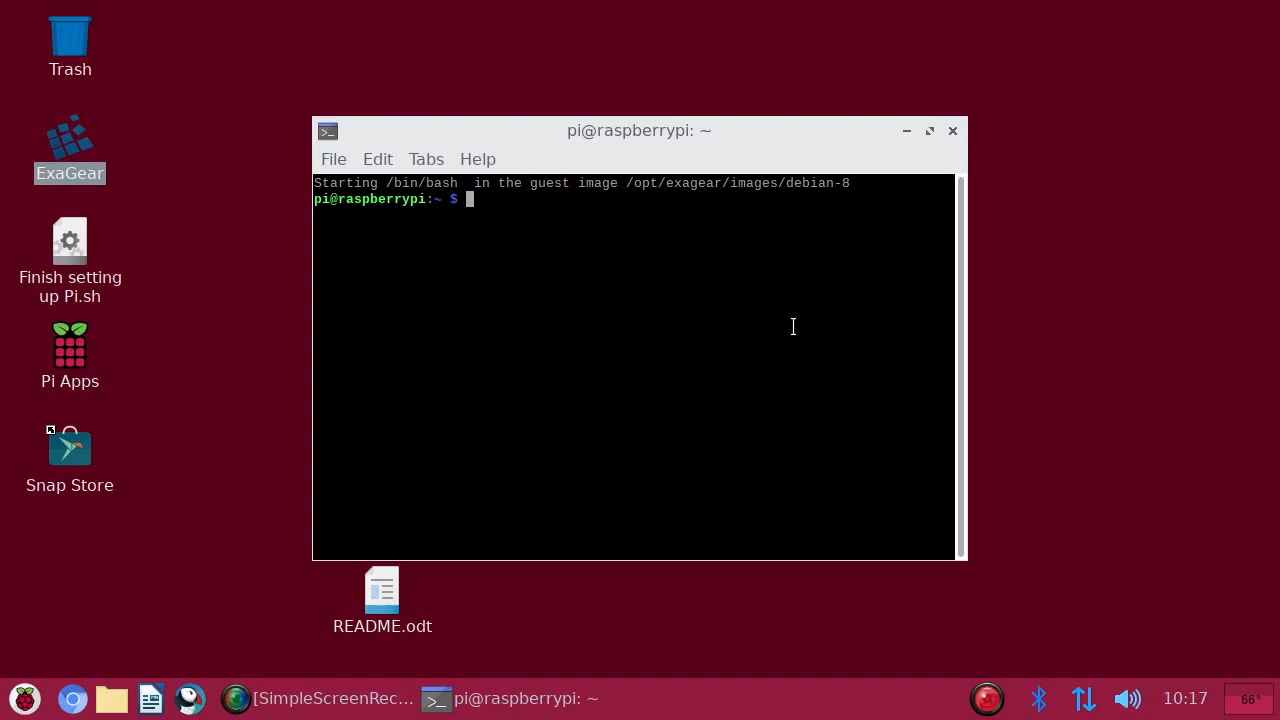 Trash
ExaGear
Finish setting
up Pi.sh
Pi Apps
Snap Store
pi@raspberrypi: ~
File Edit Tabs Help
Starting /bin/bash  in the guest image /opt/exagear/images/debian-8
pi@raspberrypi:~ $
README.odt
[SimpleScreenRec...
pi@raspberrypi: ~
10:17
66°